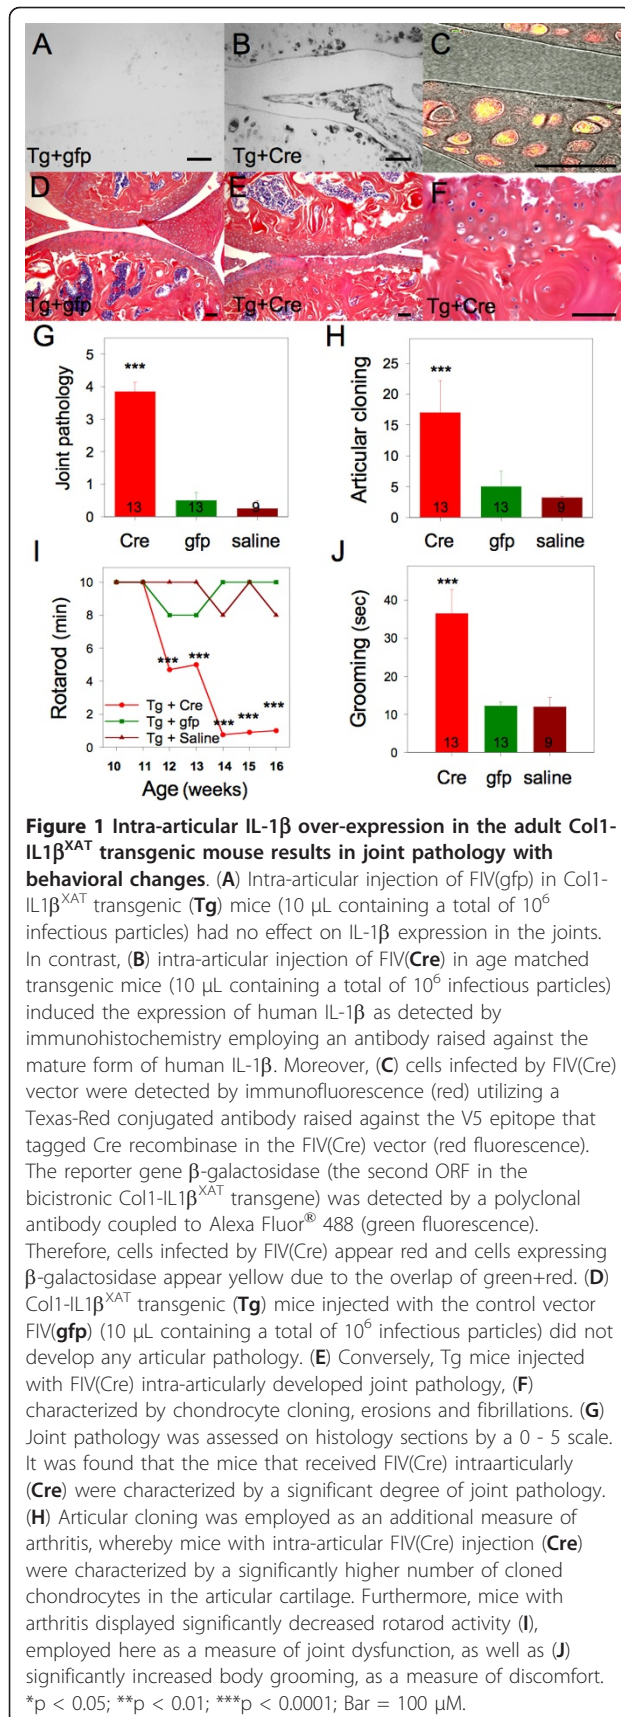 A
B
C
Tg+gfp
Tg+Cre
D
E
F
Tg+gfp
Tg+Cre
Tg+Cre
G
H
Joint pathology
5
4
3
2
1
0
***
13
13
9
Cre gfp saline
Articular cloning
25
20
15
10
5
0
***
13
13
9
Cre gfp saline
I
J
Rotarod (min)
10
8
6
4
2
0
*** ***
*** *** ***
Tg + Cre
Tg + gfp
Tg + Saline
10 11 12 13 14 15 16
Age (weeks)
Grooming (sec)
40
30
20
10
0
***
13
13
9
Cre gfp saline
Figure 1 Intra-articular IL-1β over-expression in the adult Col1-
IL1β^XAT transgenic mouse results in joint pathology with
behavioral changes. (A) Intra-articular injection of FIV(gfp) in Col1-
IL1β^XAT transgenic (Tg) mice (10 μL containing a total of 10^6
infectious particles) had no effect on IL-1β expression in the joints.
In contrast, (B) intra-articular injection of FIV(Cre) in age matched
transgenic mice (10 μL containing a total of 10^6 infectious particles)
induced the expression of human IL-1β as detected by
immunohistochemistry employing an antibody raised against the
mature form of human IL-1β. Moreover, (C) cells infected by FIV(Cre)
vector were detected by immunofluorescence (red) utilizing a
Texas-Red conjugated antibody raised against the V5 epitope that
tagged Cre recombinase in the FIV(Cre) vector (red fluorescence).
The reporter gene β-galactosidase (the second ORF in the
bicistronic Col1-IL1β^XAT transgene) was detected by a polyclonal
antibody coupled to Alexa Fluor® 488 (green fluorescence).
Therefore, cells infected by FIV(Cre) appear red and cells expressing
β-galactosidase appear yellow due to the overlap of green+red. (D)
Col1-IL1β^XAT transgenic (Tg) mice injected with the control vector
FIV(gfp) (10 μL containing a total of 10^6 infectious particles) did not
develop any articular pathology. (E) Conversely, Tg mice injected
with FIV(Cre) intra-articularly developed joint pathology, (F)
characterized by chondrocyte cloning, erosions and fibrillations. (G)
Joint pathology was assessed on histology sections by a 0 - 5 scale.
It was found that the mice that received FIV(Cre) intraarticularly
(Cre) were characterized by a significant degree of joint pathology.
(H) Articular cloning was employed as an additional measure of
arthritis, whereby mice with intra-articular FIV(Cre) injection (Cre)
were characterized by a significantly higher number of cloned
chondrocytes in the articular cartilage. Furthermore, mice with
arthritis displayed significantly decreased rotarod activity (I),
employed here as a measure of joint dysfunction, as well as (J)
significantly increased body grooming, as a measure of discomfort.
*p < 0.05; **p < 0.01; ***p < 0.0001; Bar = 100 μM.